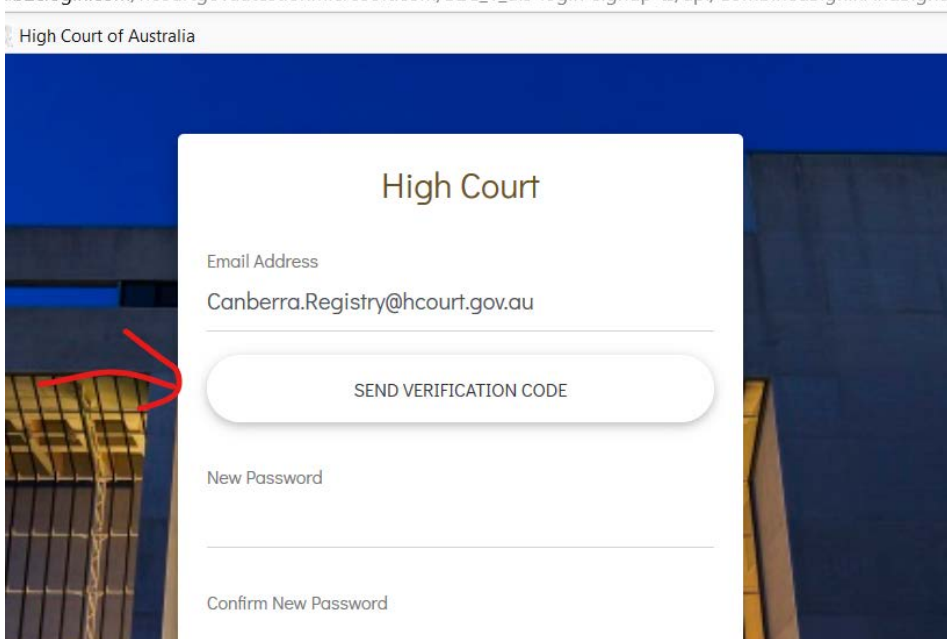 High Court of Australia
High Court
Email Address
Canberra.Registry@hcourt.gov.au
SEND VERIFICATION CODE
New Password
Confirm New Password